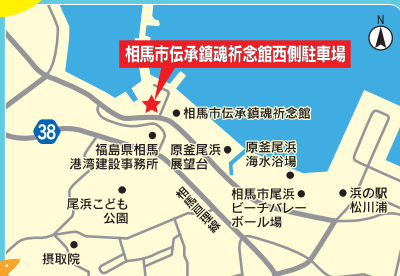 N
相馬市伝承鎮魂祈念館西側駐車場
相馬市伝承鎮魂祈念館
38
福島県相馬
港湾建設事務所
原釜尾浜
展望台
原釜尾浜
海水浴場
尾浜こども
公園
相馬亘理線
相馬市尾浜
ビーチバレー
ボール場
浜の駅
松川浦
摂取院